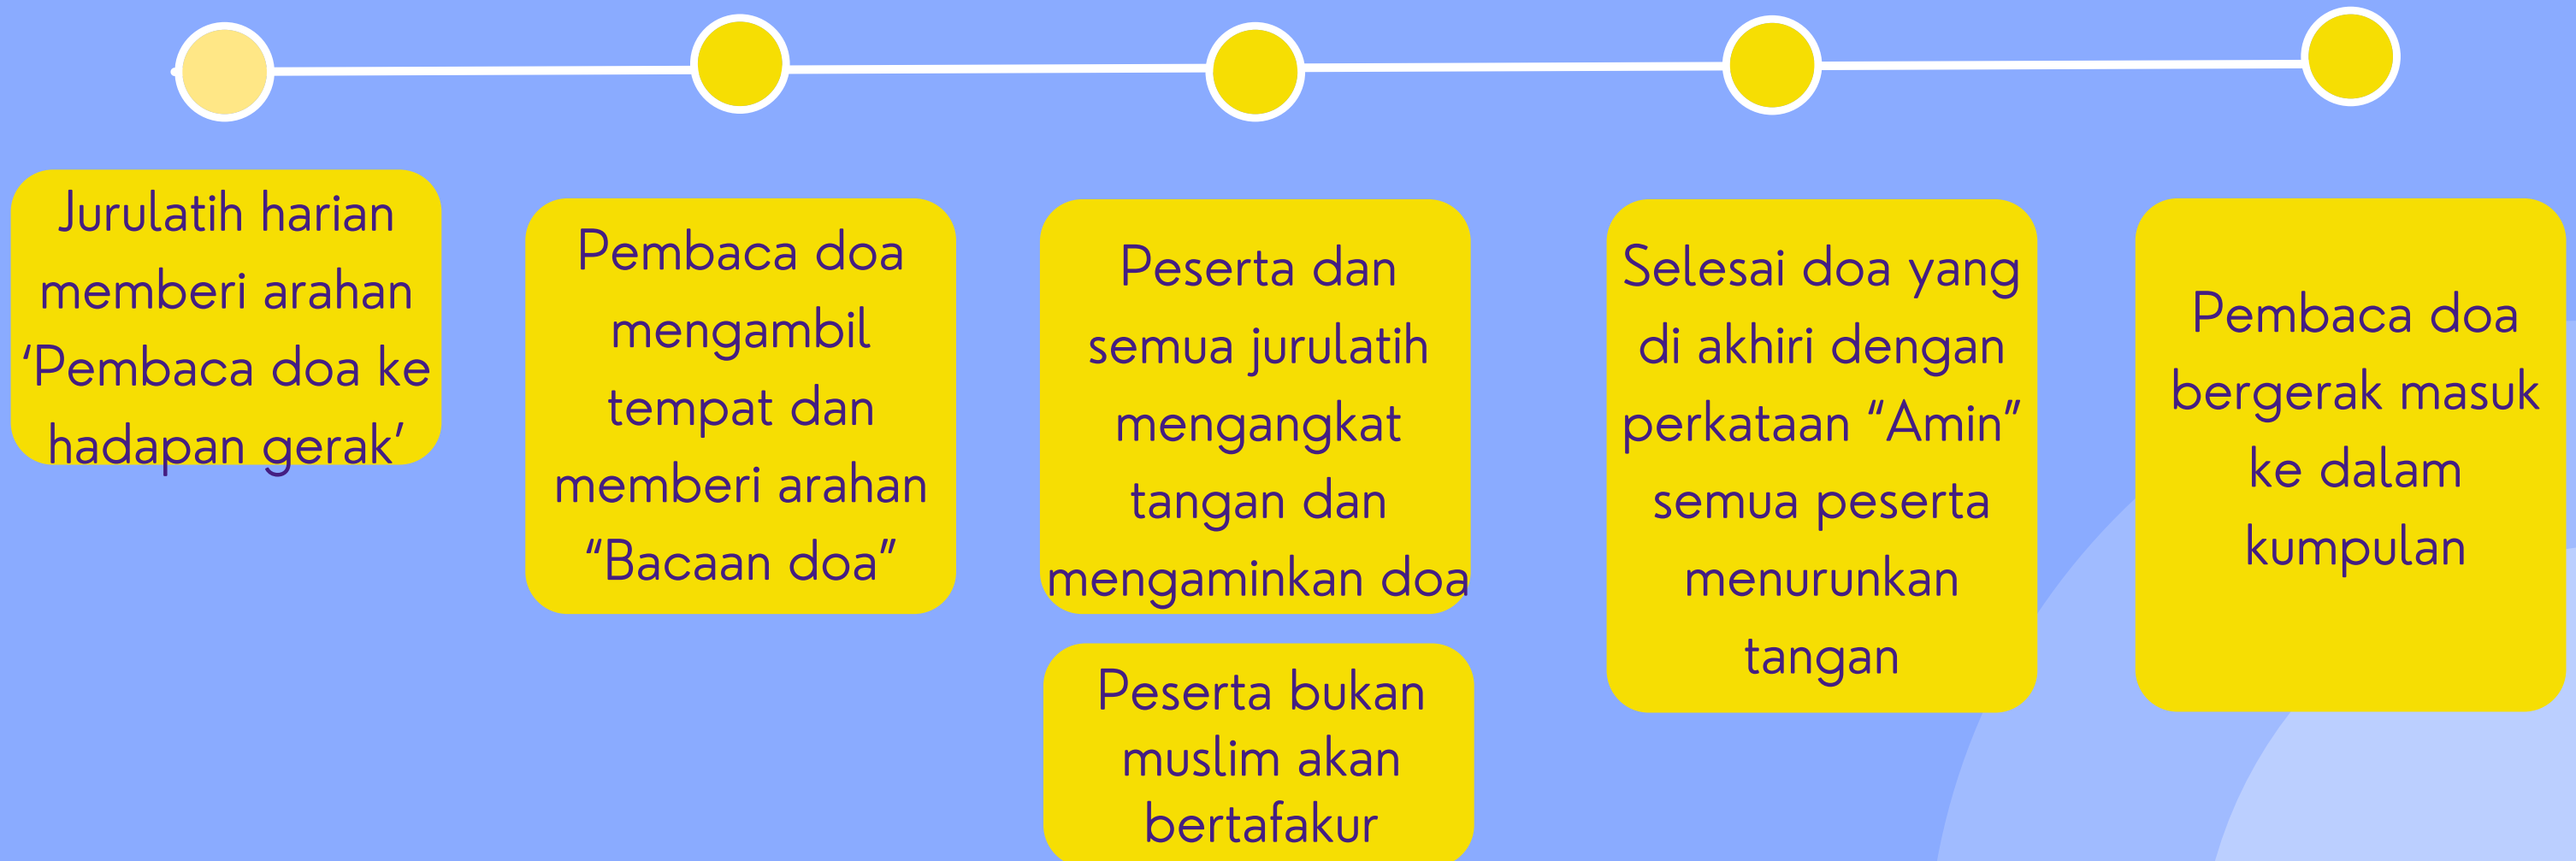 Jurulatih harian
memberi arahan
‘Pembaca doa ke
hadapan gerak’
Pembaca doa
mengambil
tempat dan
memberi arahan
“Bacaan doa”
Peserta dan
semua jurulatih
mengangkat
tangan dan
mengaminkan doa
Peserta bukan
muslim akan
bertafakur
Selesai doa yang
di akhiri dengan
perkataan “Amin”
semua peserta
menurunkan
tangan
Pembaca doa
bergerak masuk
ke dalam
kumpulan